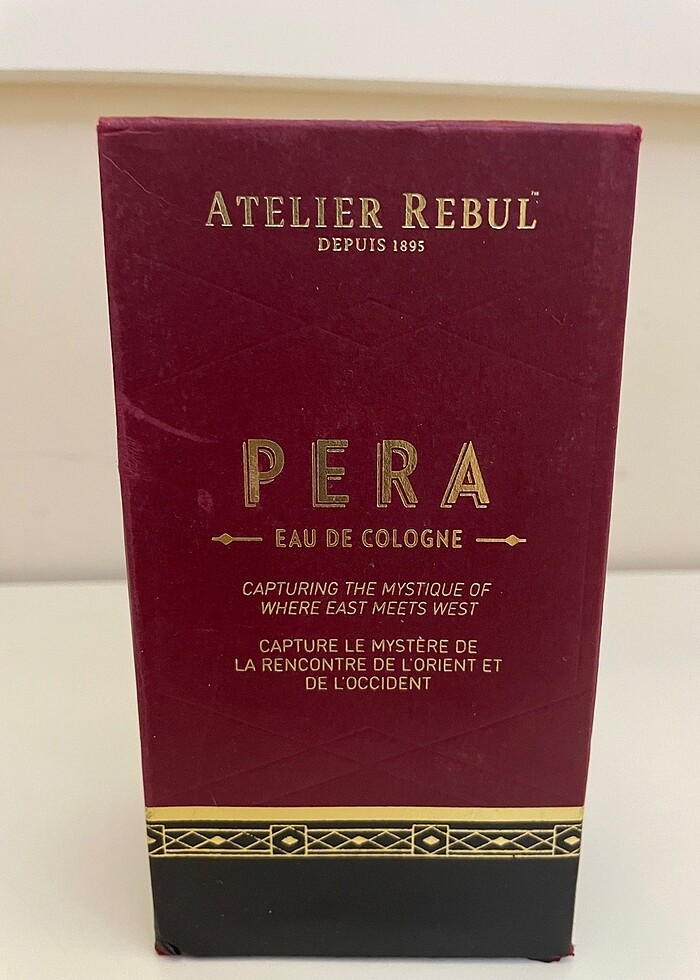 ATELIER REBUL™
DEPUIS 1895
PERA
EAU DE COLOGNE
CAPTURING THE MYSTIQUE OF
WHERE EAST MEETS WEST
CAPTURE LE MYSTÈRE DE
LA RENCONTRE DE L'ORIENT ET
DE L'OCCIDENT